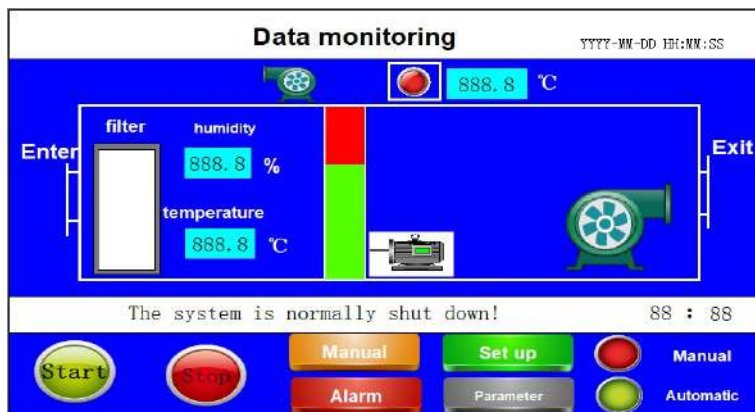 Data monitoring
YYYY-MM-DD HH:MM:SS
888.8 ℃
filter
humidity
Enter
Exit
888.8 %
temperature
888.8 ℃
The system is normally shut down!
88 : 88
Start
Stop
Manual
Set up
Manual
Alarm
Parameter
Automatic